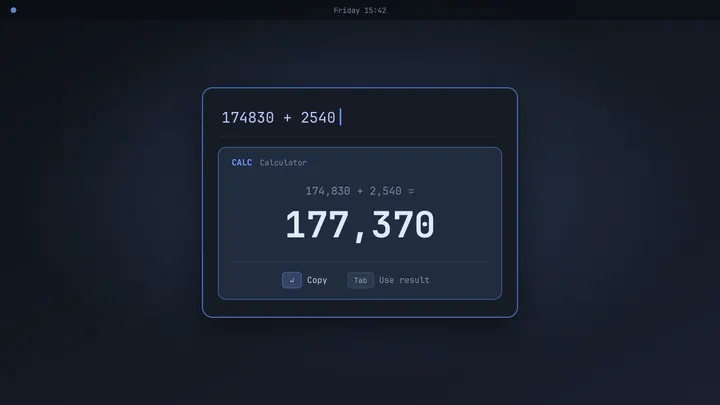 Friday 15:42
174830 + 2540
CALC Calculator
174,830 + 2,540 =
177,370
↲ Copy Tab Use result